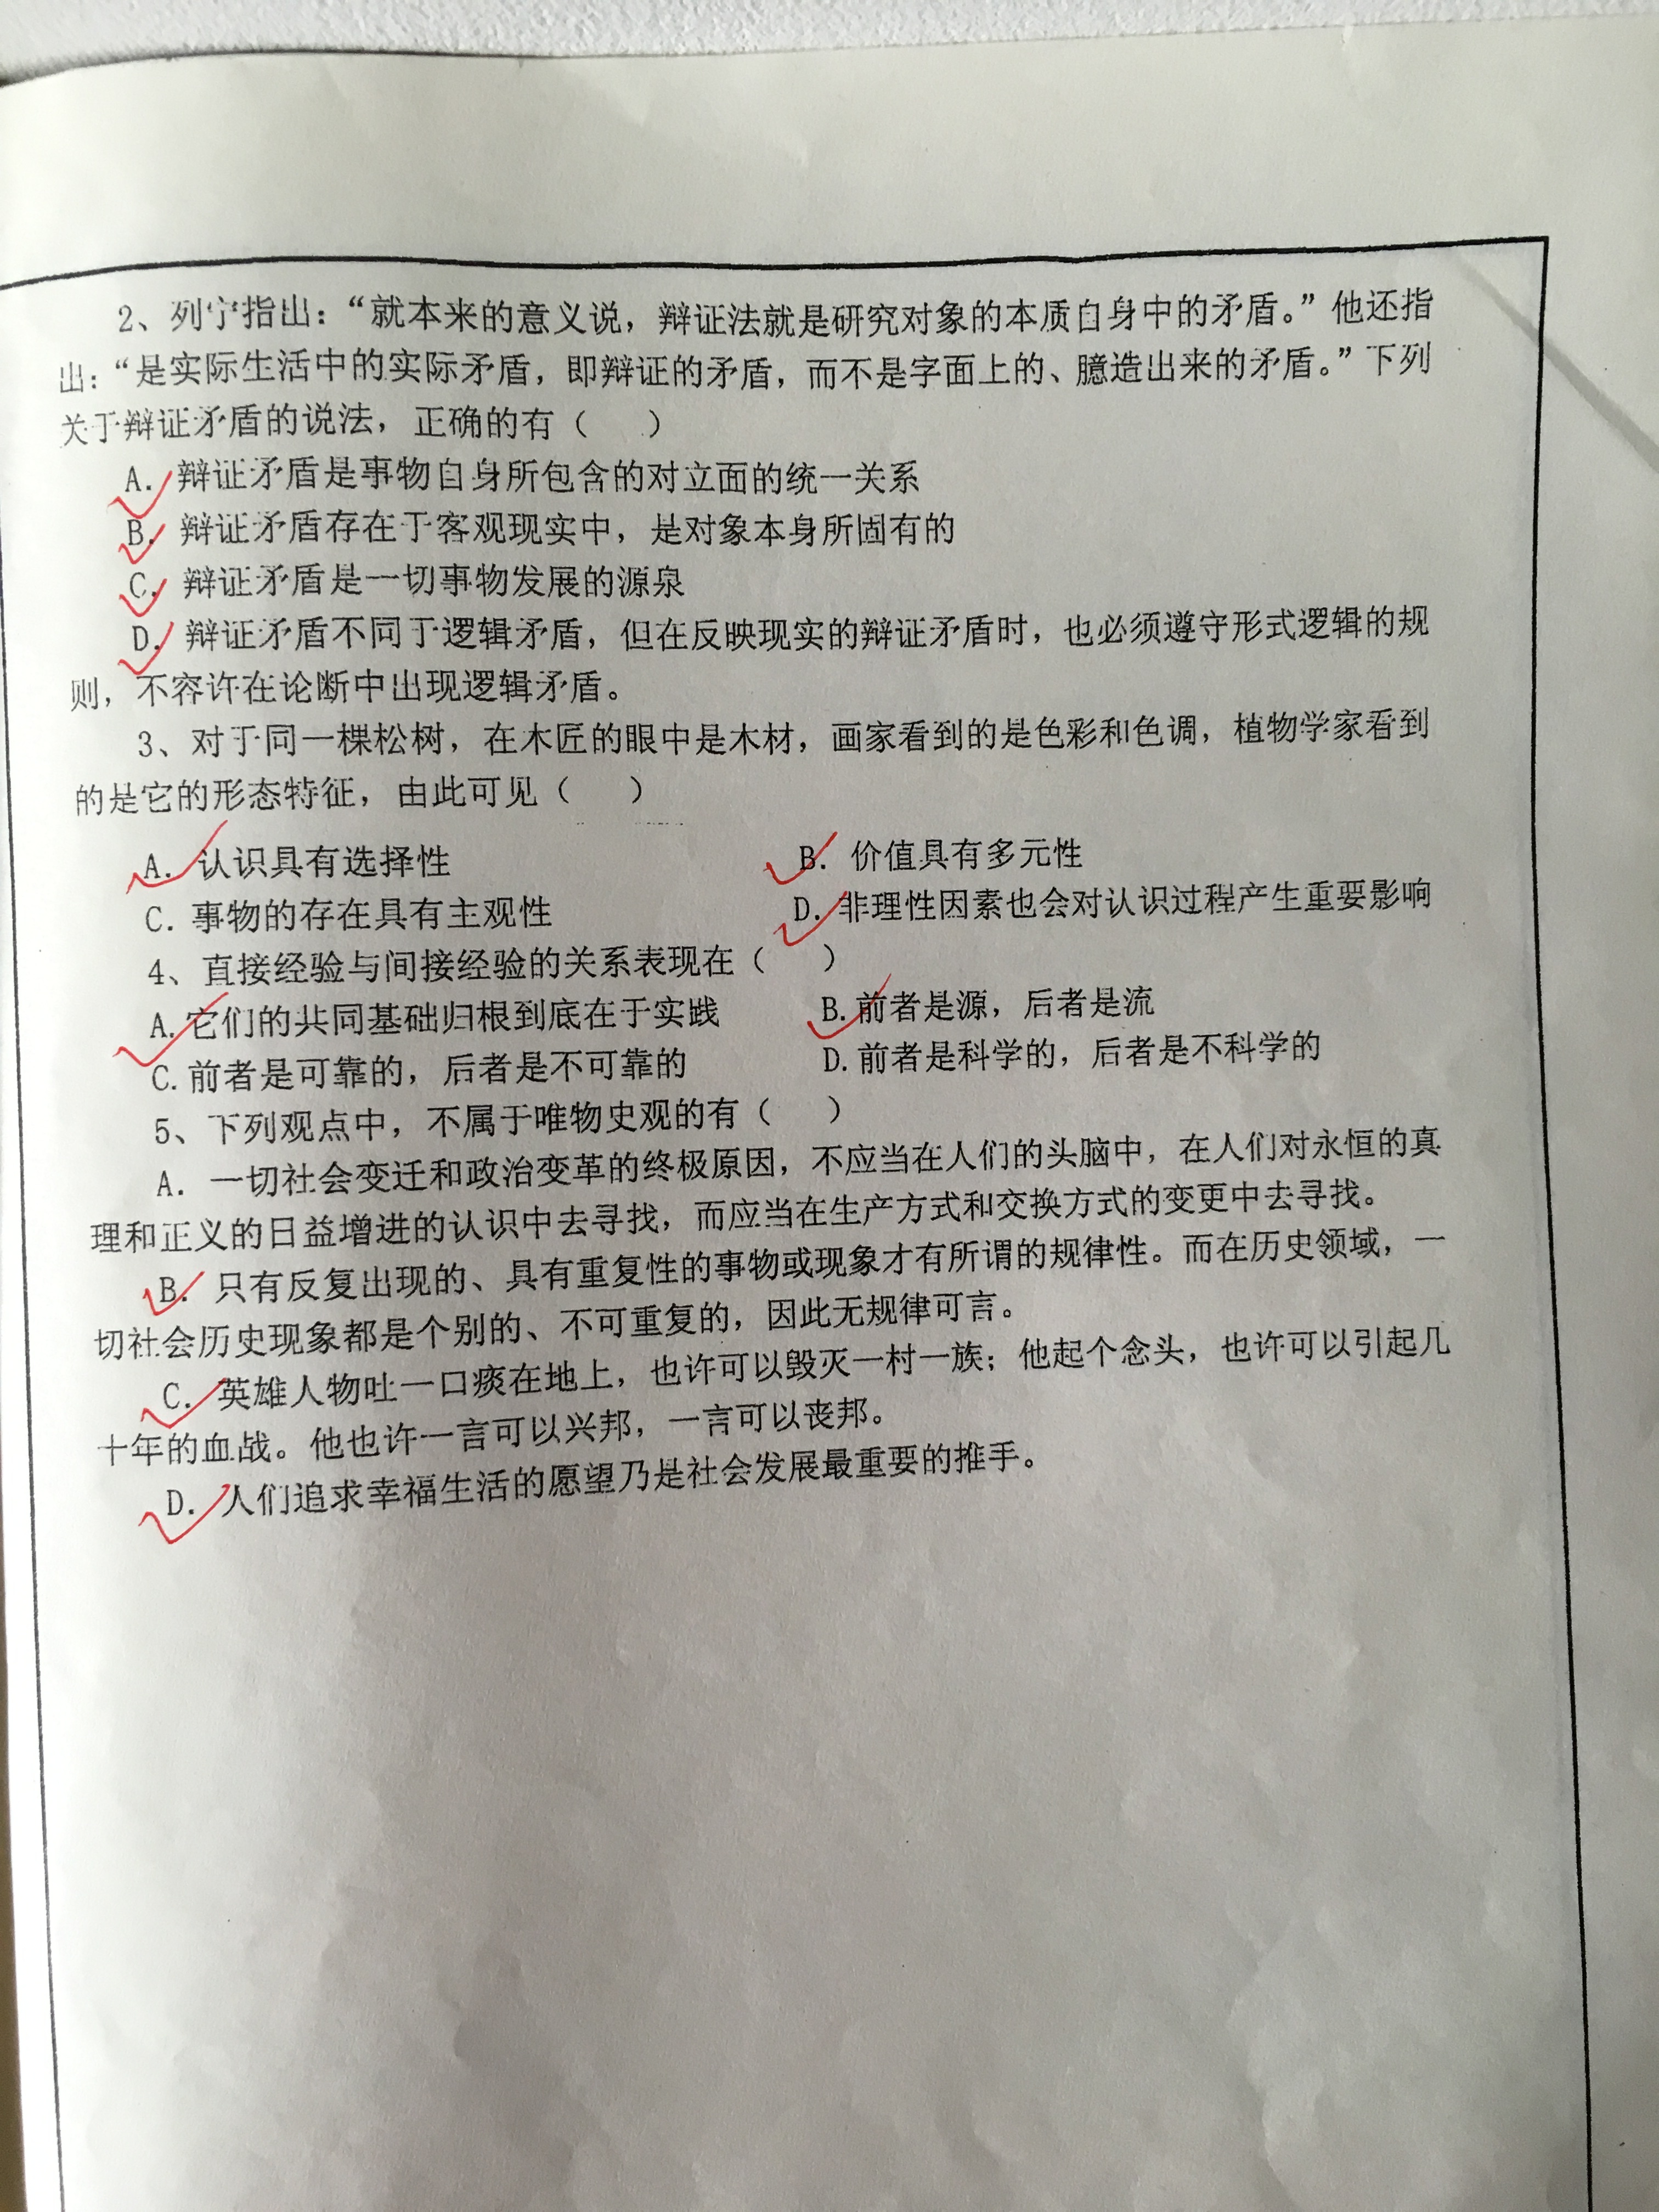 2、列宁指出：“就本来的意义说，辩证法就是研究对象的本质自身中的矛盾。”他还指
出：“是实际生活中的实际矛盾，即辩证的矛盾，而不是字面上的、臆造出来的矛盾。”下列
关于辩证矛盾的说法，正确的有（ ）
A. 辩证矛盾是事物自身所包含的对立面的统一关系
B. 辩证矛盾存在于客观现实中，是对象本身所固有的
C. 辩证矛盾是一切事物发展的源泉
D. 辩证矛盾不同于逻辑矛盾，但在反映现实的辩证矛盾时，也必须遵守形式逻辑的规
则，不容许在论断中出现逻辑矛盾。
3、对于同一棵松树，在木匠的眼中是木材，画家看到的是色彩和色调，植物学家看到
的是它的形态特征，由此可见（ ）
A. 认识具有选择性 B. 价值具有多元性
C. 事物的存在具有主观性 D. 非理性因素也会对认识过程产生重要影响
4、直接经验与间接经验的关系表现在（ ）
A. 它们的共同基础归根到底在于实践 B. 前者是源，后者是流
C. 前者是可靠的，后者是不可靠的 D. 前者是科学的，后者是不科学的
5、下列观点中，不属于唯物史观的有（ ）
A. 一切社会变迁和政治变革的终极原因，不应当在人们的头脑中，在人们对永恒的真
理和正义的日益增进的认识中去寻找，而应当在生产方式和交换方式的变更中去寻找。
B. 只有反复出现的、具有重复性的事物或现象才有所谓的规律性。而在历史领域，一
切社会历史现象都是个别的、不可重复的，因此无规律可言。
C. 英雄人物吐一口痰在地上，也许可以毁灭一村一族；他起个念头，也许可以引起几
十年的血战。他也许一言可以兴邦，一言可以丧邦。
D. 人们追求幸福生活的愿望乃是社会发展最重要的推手。